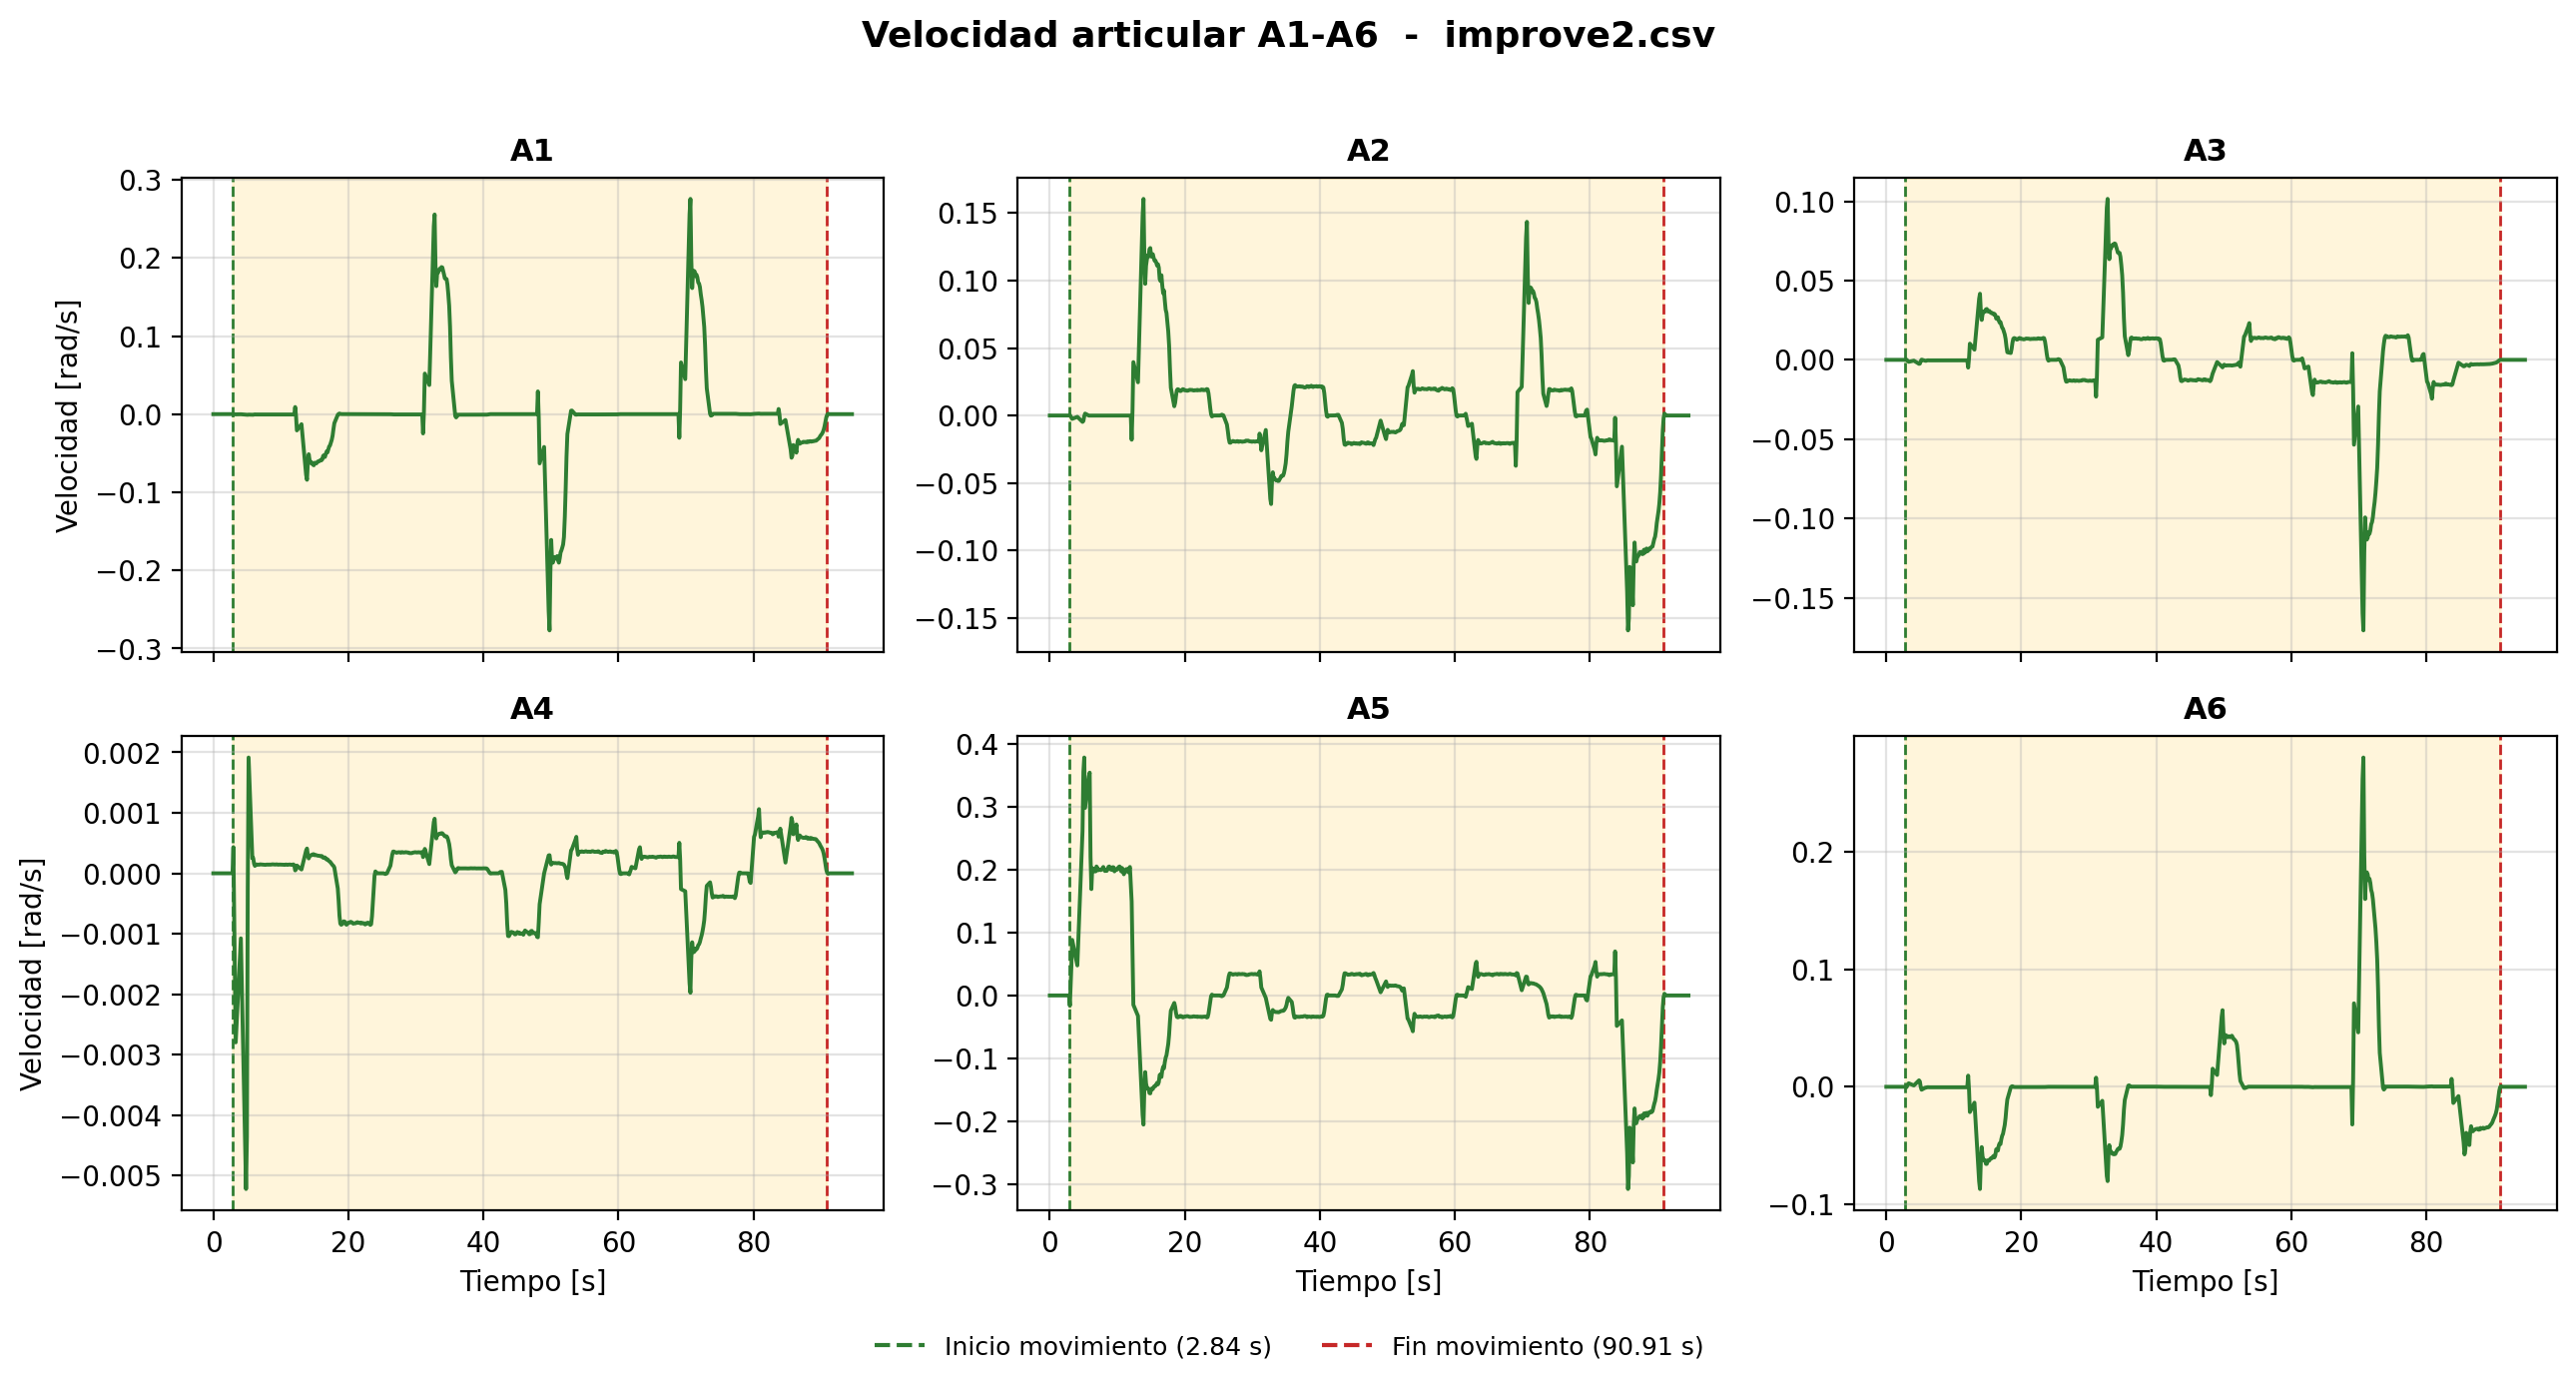 Velocidad articular A1-A6  -  improve2.csv
A1
A2
A3
0.3
0.2
0.1
0.0
−0.1
−0.2
−0.3
Velocidad [rad/s]
0.15
0.10
0.05
0.00
−0.05
−0.10
−0.15
0.10
0.05
0.00
−0.05
−0.10
−0.15
A4
A5
A6
0.002
0.001
0.000
−0.001
−0.002
−0.003
−0.004
−0.005
Velocidad [rad/s]
0.4
0.3
0.2
0.1
0.0
−0.1
−0.2
−0.3
0.2
0.1
0.0
−0.1
0 20 40 60 80
0 20 40 60 80
0 20 40 60 80
Tiempo [s]
Tiempo [s]
Tiempo [s]
Inicio movimiento (2.84 s)
Fin movimiento (90.91 s)